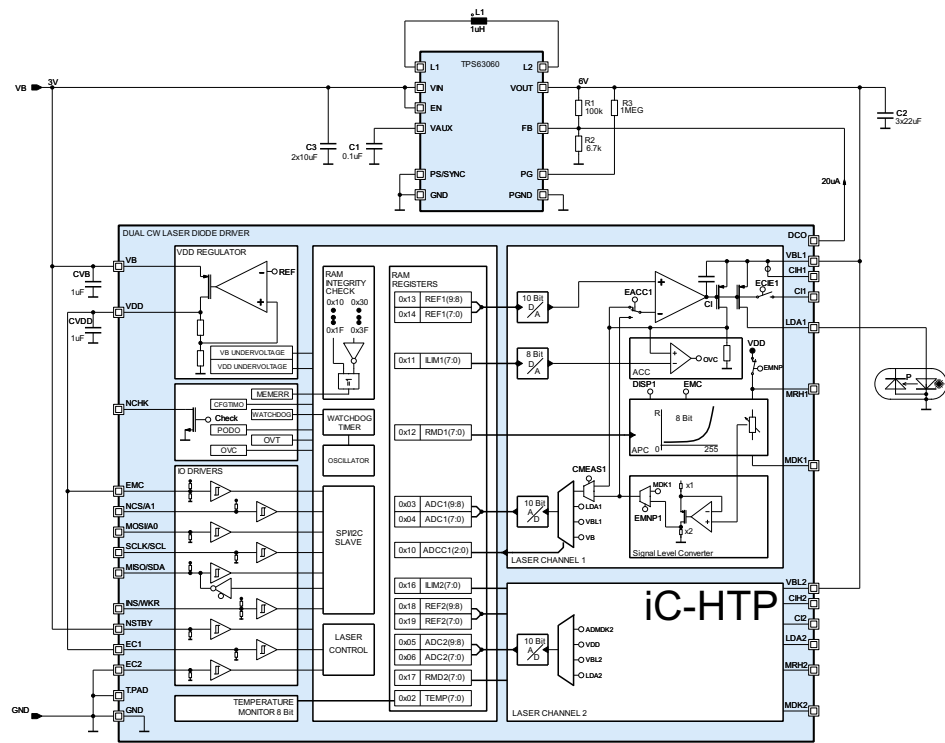 L1
1uH
TPS63060
L1
L2
VB
3V
VIN
VOUT
6V
EN
R1
100k
R3
1MEG
C2
3x22uF
VAUX
FB
C3
2x10uF
C1
0.1uF
R2
6.7k
PS/SYNC
PG
GND
PGND
20uA
DUAL CW LASER DIODE DRIVER
DCO
VDD REGULATOR
VB
REF
CVB
1uF
VDD
CVDD
1uF
VB UNDERVOLTAGE
VDD UNDERVOLTAGE
RAM
INTEGRITY
CHECK
0x10 0x30
0x1F 0x3F
RAM
REGISTERS
0x13 REF1(9:8)
0x14 REF1(7:0)
10 Bit
D/A
0x11 ILIM1(7:0)
8 Bit
D/A
EACC1
CI
ECIE1
VBL1
CIH1
CI1
LDA1
OVC
ACC
VDD
EMNP
MRH1
P
DISP1
EMC
R
8 Bit
APC
0
255
MDK1
NCHK
Check
MEMERR
CFGTIMO
WATCHDOG
PODO
OVT
OVC
WATCHDOG
TIMER
OSCILLATOR
0x12 RMD1(7:0)
CMEAS1
MDK1
EMNP1
x1
x2
Signal Level Converter
LDA1
VBL1
VB
LASER CHANNEL 1
IO DRIVERS
EMC
NCS/A1
MOSI/A0
SCLK/SCL
MISO/SDA
INS/WKR
NSTBY
EC1
EC2
T.PAD
GND
GND
SPI/I2C
SLAVE
LASER
CONTROL
TEMPERATURE
MONITOR 8 Bit
0x03 ADC1(9:8)
0x04 ADC1(7:0)
10 Bit
A/D
0x10 ADCC1(2:0)
0x16 ILIM2(7:0)
0x18 REF2(9:8)
0x19 REF2(7:0)
0x05 ADC2(9:8)
0x06 ADC2(7:0)
10 Bit
A/D
0x17 RMD2(7:0)
0x02 TEMP(7:0)
iC-HTP
ADMDK2
VDD
VBL2
LDA2
LASER CHANNEL 2
VBL2
CIH2
CI2
LDA2
MRH2
MDK2